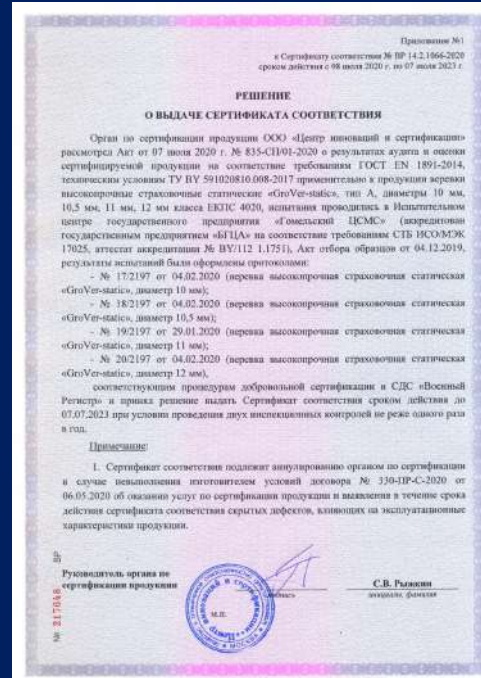 Приложение №1
к Сертификату соответствия № ВР 14.2.1066-2020
сроком действия с 08 июля 2020 г. по 07 июля 2023 г.
РЕШЕНИЕ
О ВЫДАЧЕ СЕРТИФИКАТА СООТВЕТСТВИЯ
Орган по сертификации продукции ООО «Центр инноваций и сертификации»
рассмотрел Акт от 07 июля 2020 г. № 835-СП/01-2020 о результатах аудита и оценки
сертифицируемой продукции на соответствие требованиям ГОСТ EN 1891-2014,
техническим условиям ТУ BY 591020810.008-2017 применительно к продукции веревки
высокопрочные страховочные статические «GroVer-static», тип А, диаметры 10 мм,
10,5 мм, 11 мм, 12 мм класса ЕКПС 4020, испытания проводились в Испытательном
центре государственного предприятия «Гомельский ЦСМС» (аккредитован
государственным предприятием «БГЦА» на соответствие требованиям СТБ ИСО/МЭК
17025, аттестат аккредитации № BY/112 1.1751), Акт отбора образцов от 04.12.2019,
результаты испытаний были оформлены протоколами:
- № 17/2197 от 04.02.2020 (веревка высокопрочная страховочная статическая
«GroVer-static», диаметр 10 мм);
- № 18/2197 от 04.02.2020 (веревка высокопрочная страховочная статическая
«GroVer-static», диаметр 10,5 мм);
- № 19/2197 от 29.01.2020 (веревка высокопрочная страховочная статическая
«GroVer-static», диаметр 11 мм);
- № 20/2197 от 04.02.2020 (веревка высокопрочная страховочная статическая
«GroVer-static», диаметр 12 мм),
соответствующим процедурам добровольной сертификации в СДС «Военный
Регистр» и принял решение выдать Сертификат соответствия сроком действия до
07.07.2023 при условии проведения двух инспекционных контролей не реже одного раза
в год.
Примечание:
1. Сертификат соответствия подлежит аннулированию органом по сертификации
в случае невыполнения изготовителем условий договора № 330-ПР-С-2020 от
06.05.2020 об оказании услуг по сертификации продукции и выявления в течение срока
действия сертификата соответствия скрытых дефектов, влияющих на эксплуатационные
характеристики продукции.
Руководитель органа по
сертификации продукции
С.В. Рыжкин
подпись
инициалы, фамилия
М.П.
№ 217048 ВР